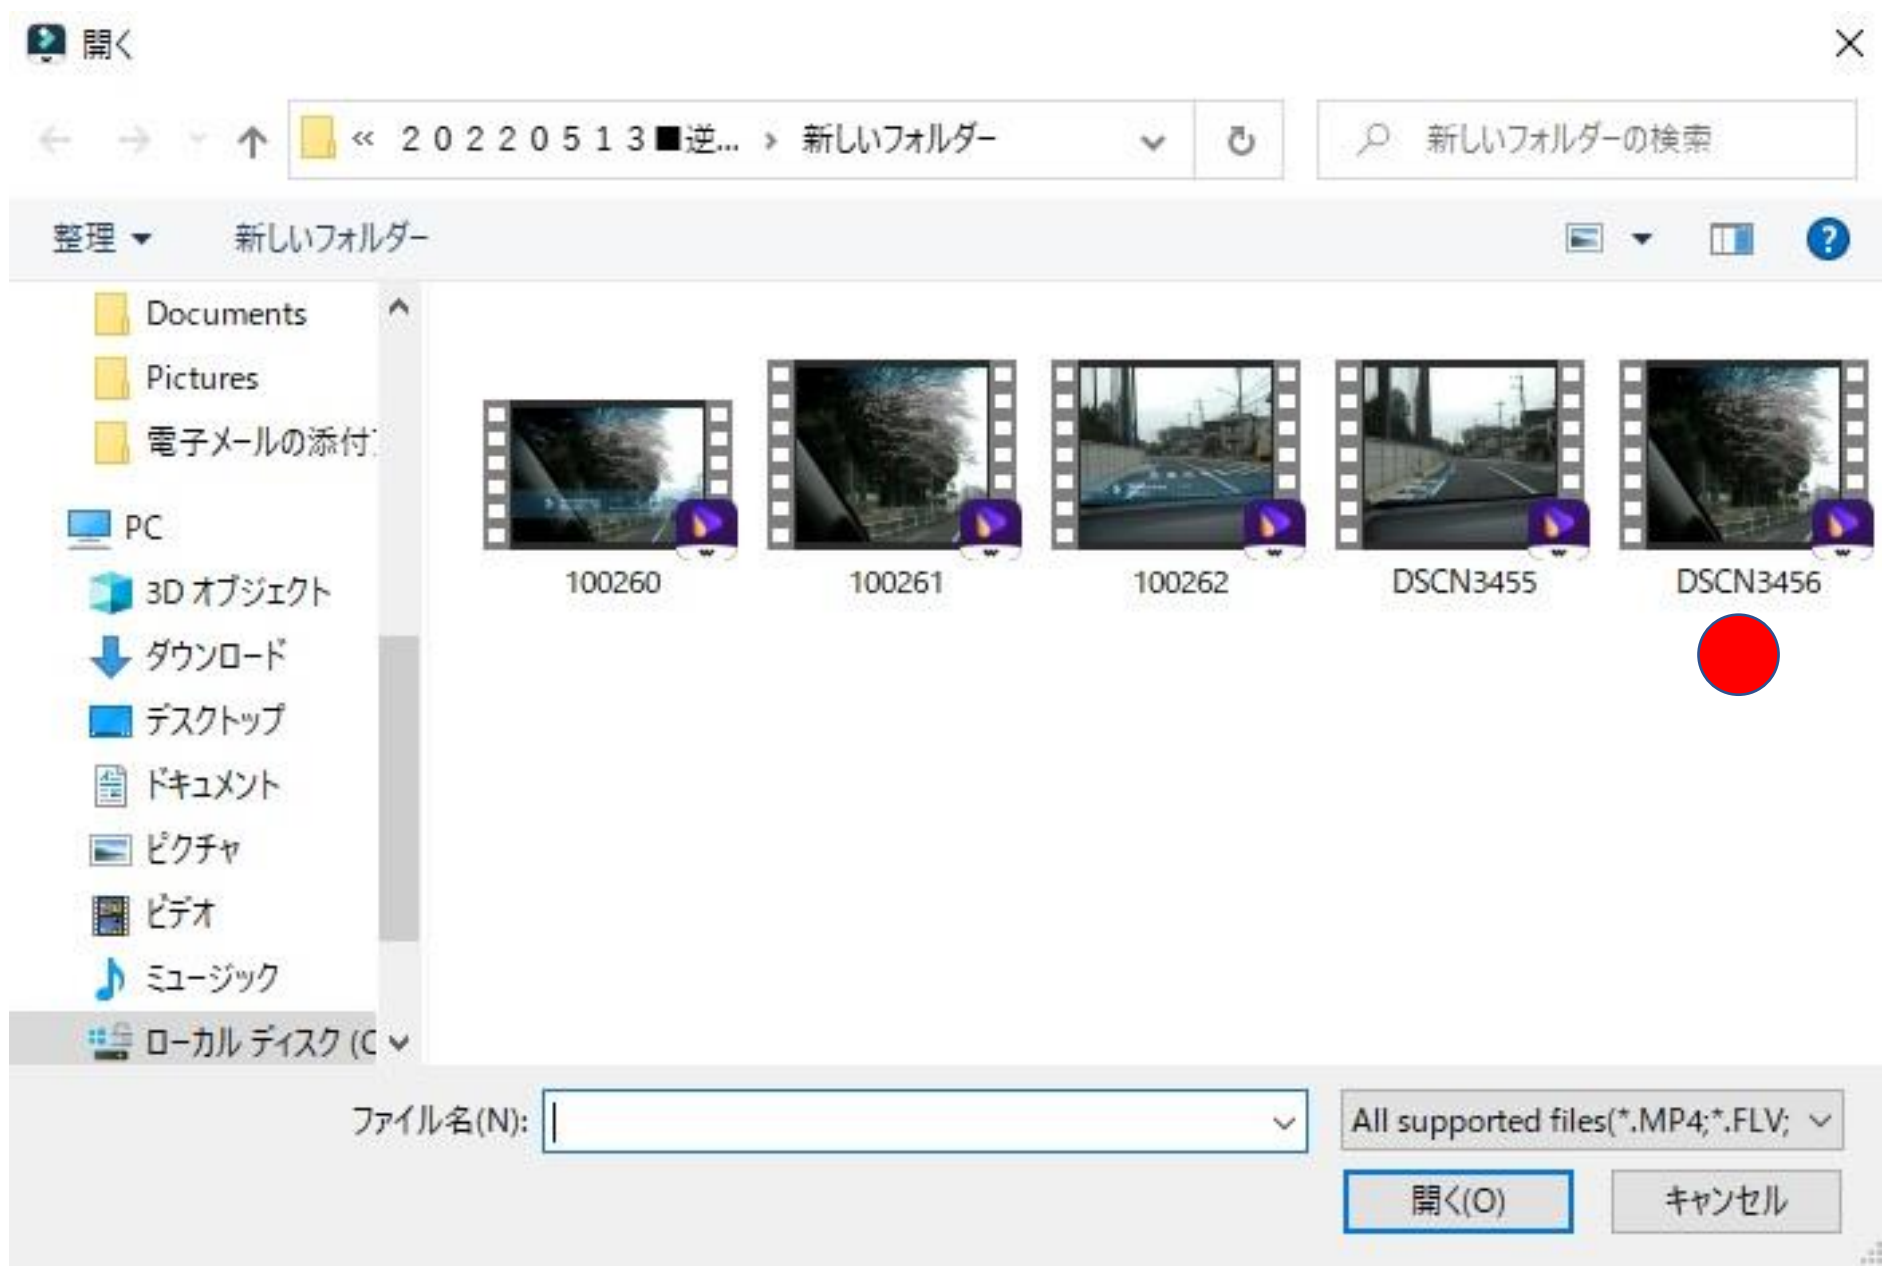 開く
« ２０２２０５１３■逆... › 新しいフォルダー
新しいフォルダーの検索
整理
新しいフォルダー
Documents
Pictures
電子メールの添付
PC
3D オブジェクト
ダウンロード
デスクトップ
ドキュメント
ピクチャ
ビデオ
ミュージック
ローカル ディスク (C
100260
100261
100262
DSCN3455
DSCN3456
ファイル名(N):
All supported files(*.MP4;*.FLV;
開く(O)
キャンセル